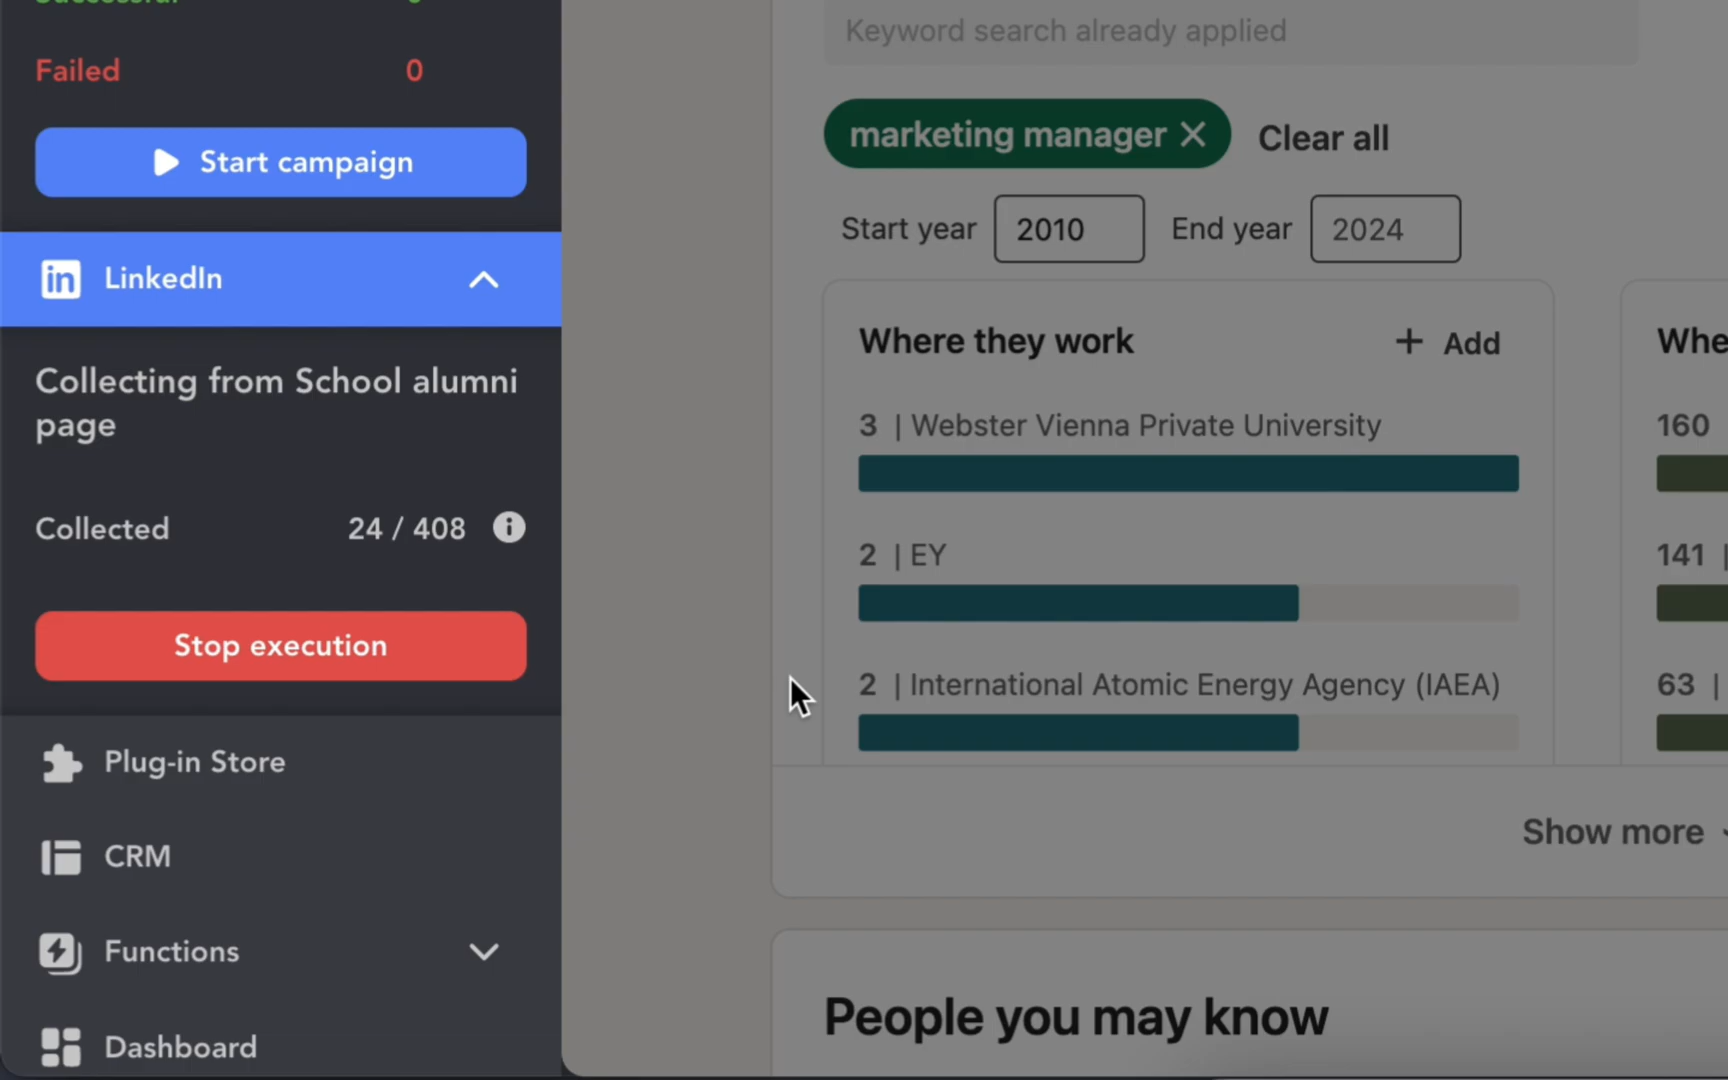 Failed 0
Start campaign
LinkedIn
Collecting from School alumni
page
Collected 24 / 408
Stop execution
Plug-in Store
CRM
Functions
Dashboard
Keyword search already applied
marketing manager Clear all
Start year 2010 End year 2024
Where they work + Add
3 | Webster Vienna Private University
2 | EY
2 | International Atomic Energy Agency (IAEA)
160
141 |
63 |
Show more
People you may know